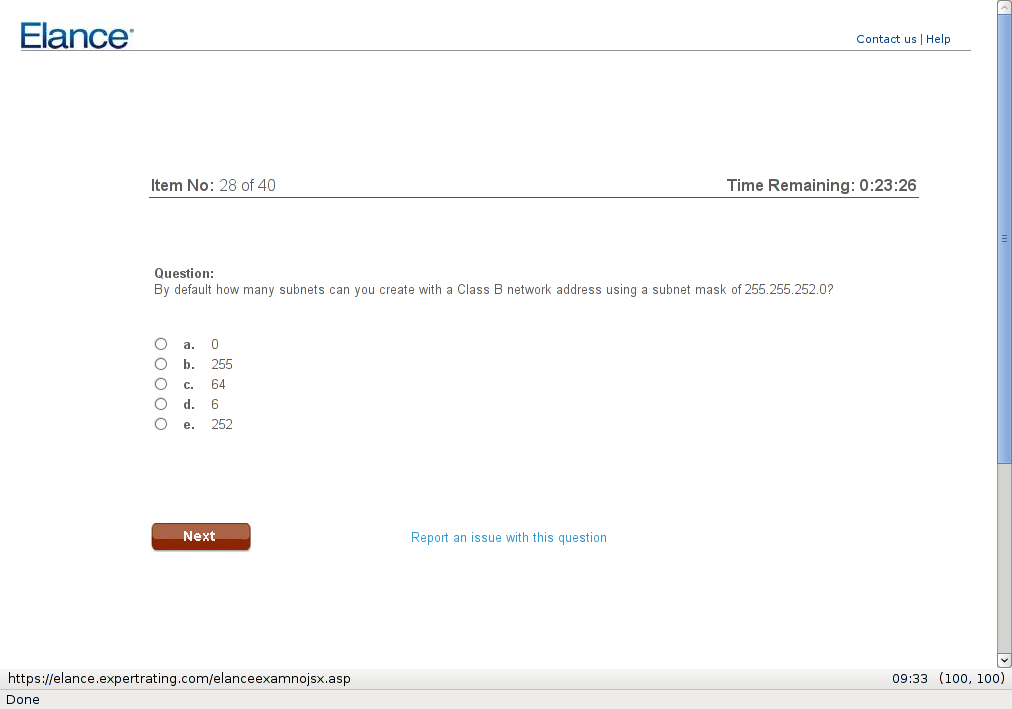 Elance
Contact us | Help
Item No: 28 of 40
Time Remaining: 0:23:26
Question:
By default how many subnets can you create with a Class B network address using a subnet mask of 255.255.252.0?
a. 0
b. 255
c. 64
d. 6
e. 252
Next
Report an issue with this question
https://elance.expertrating.com/elanceexamnojsx.asp
09:33 (100, 100)
Done